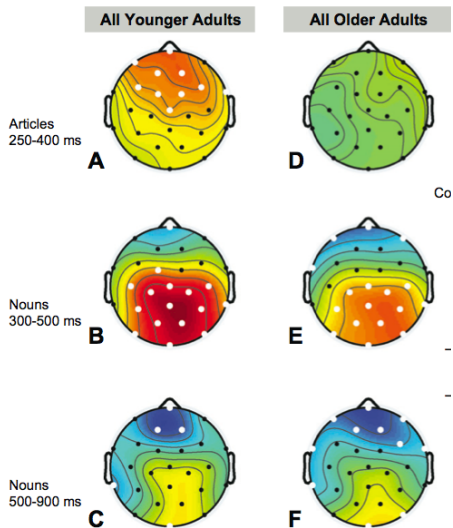 All Younger Adults
All Older Adults
Articles
250-400 ms
A
D
Co
Nouns
300-500 ms
B
E
Nouns
500-900 ms
C
F